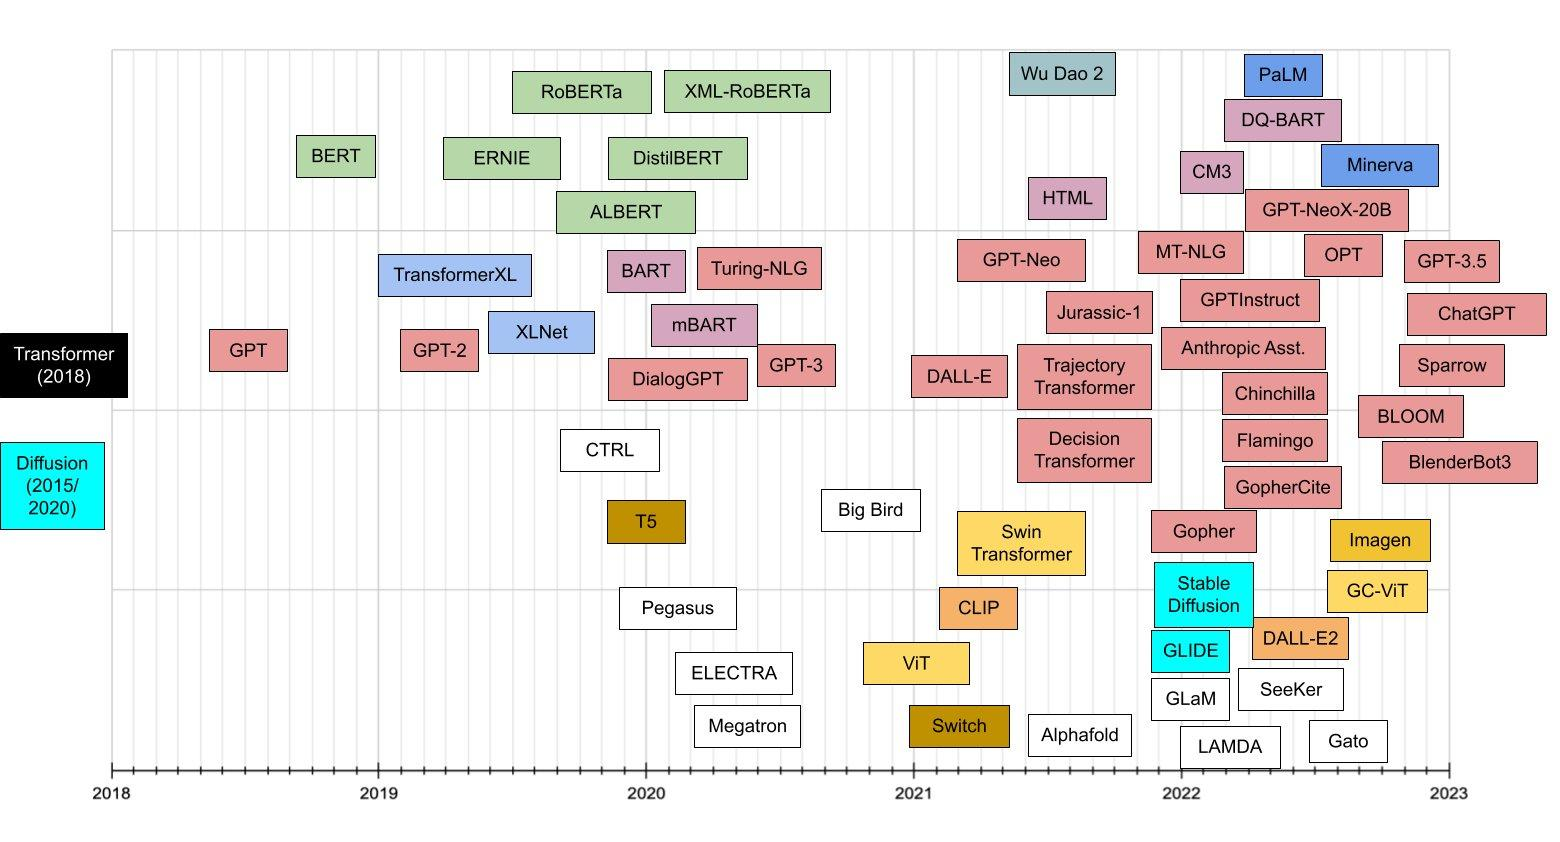 Wu Dao 2
PaLM
RoBERTa
XML-RoBERTa
DQ-BART
BERT
ERNIE
DistilBERT
Minerva
CM3
HTML
ALBERT
GPT-NeoX-20B
TransformerXL
BART
Turing-NLG
GPT-Neo
MT-NLG
OPT
GPT-3.5
GPTInstruct
Jurassic-1
ChatGPT
XLNet
mBART
Transformer
(2018)
GPT
GPT-2
DialogGPT
GPT-3
DALL-E
Trajectory
Transformer
Anthropic Asst.
Sparrow
Chinchilla
BLOOM
Diffusion
(2015/
2020)
CTRL
Decision
Transformer
Flamingo
BlenderBot3
GopherCite
T5
Big Bird
Swin
Transformer
Gopher
Imagen
Stable
Diffusion
GC-ViT
Pegasus
CLIP
DALL-E2
ViT
GLIDE
ELECTRA
GLaM
SeeKer
Megatron
Switch
Alphafold
LAMDA
Gato
2018
2019
2020
2021
2022
2023